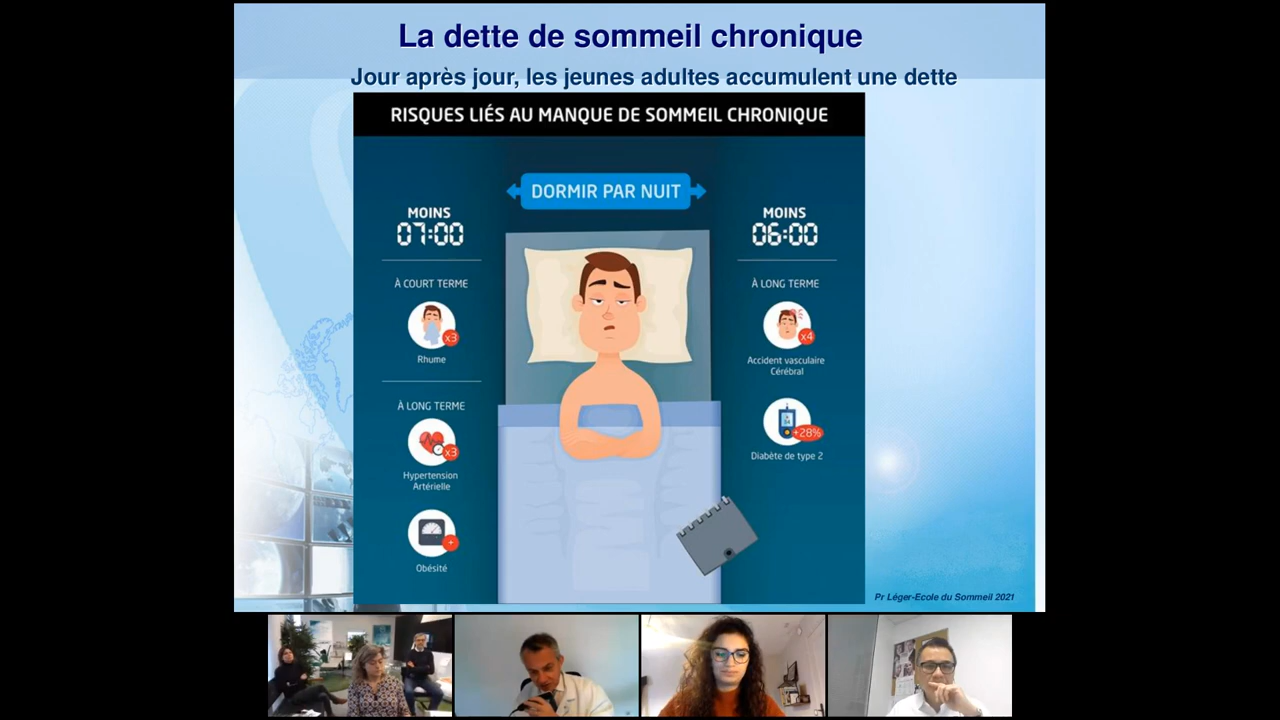 La dette de sommeil chronique
Jour après jour, les jeunes adultes accumulent une dette
RISQUES LIÉS AU MANQUE DE SOMMEIL CHRONIQUE
DORMIR PAR NUIT
MOINS
07:00
À COURT TERME
x3
Rhume
À LONG TERME
x3
Hypertension
Artérielle
+
Obésité
MOINS
06:00
À LONG TERME
x4
Accident vasculaire
Cérébral
+28%
Diabète de type 2
Pr Léger-Ecole du Sommeil 2021